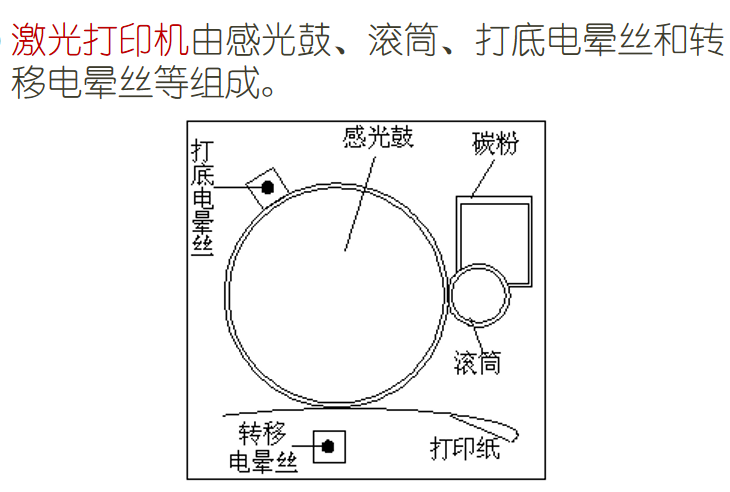 激光打印机由感光鼓、滚筒、打底电晕丝和转
移电晕丝等组成。
感光鼓
碳粉
打底电晕丝
滚筒
转移
电晕丝
打印纸